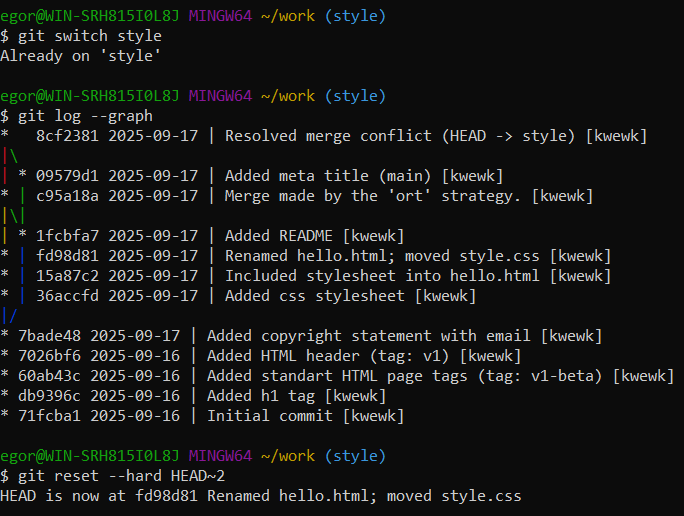 egor@WIN-SRH815I0L8J MINGW64 ~/work (style)
$ git switch style
Already on 'style'
egor@WIN-SRH815I0L8J MINGW64 ~/work (style)
$ git log --graph
*   8cf2381 2025-09-17 | Resolved merge conflict (HEAD -> style) [kwewk]
|\
| * 09579d1 2025-09-17 | Added meta title (main) [kwewk]
* | c95a18a 2025-09-17 | Merge made by the 'ort' strategy. [kwewk]
|\|
| * 1fcbfa7 2025-09-17 | Added README [kwewk]
* | fd98d81 2025-09-17 | Renamed hello.html; moved style.css [kwewk]
* | 15a87c2 2025-09-17 | Included stylesheet into hello.html [kwewk]
* | 36accfd 2025-09-17 | Added css stylesheet [kwewk]
|/
* 7bade48 2025-09-17 | Added copyright statement with email [kwewk]
* 7026bf6 2025-09-16 | Added HTML header (tag: v1) [kwewk]
* 60ab43c 2025-09-16 | Added standart HTML page tags (tag: v1-beta) [kwewk]
* db9396c 2025-09-16 | Added h1 tag [kwewk]
* 71fcba1 2025-09-16 | Initial commit [kwewk]
egor@WIN-SRH815I0L8J MINGW64 ~/work (style)
$ git reset --hard HEAD~2
HEAD is now at fd98d81 Renamed hello.html; moved style.css